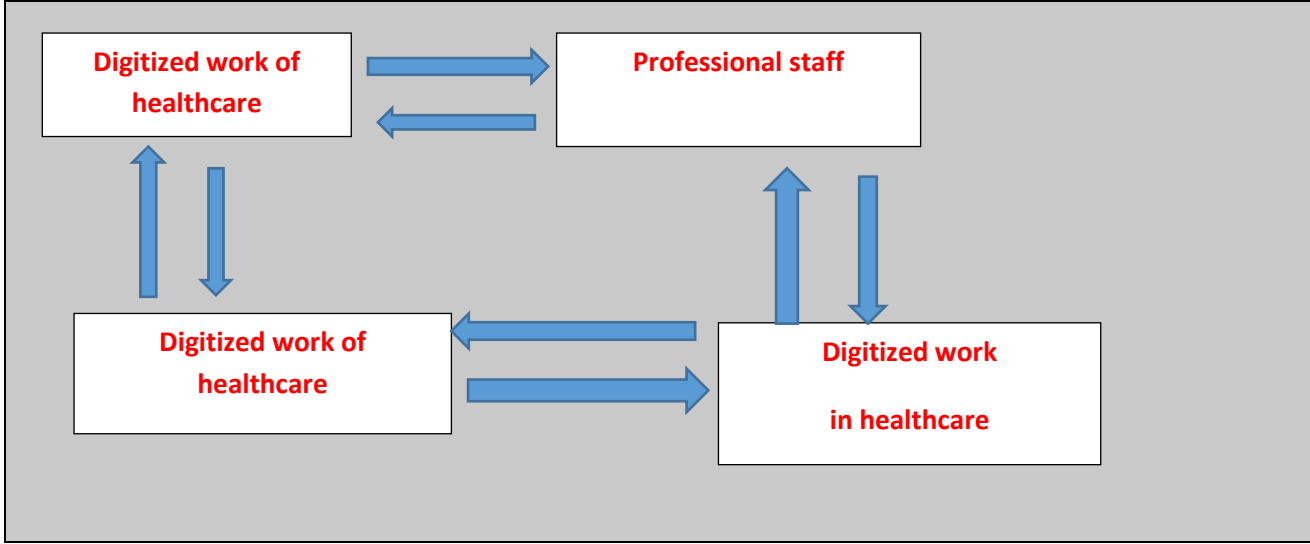 Digitized work of
healthcare
Professional staff
Digitized work of
healthcare
Digitized work
in healthcare